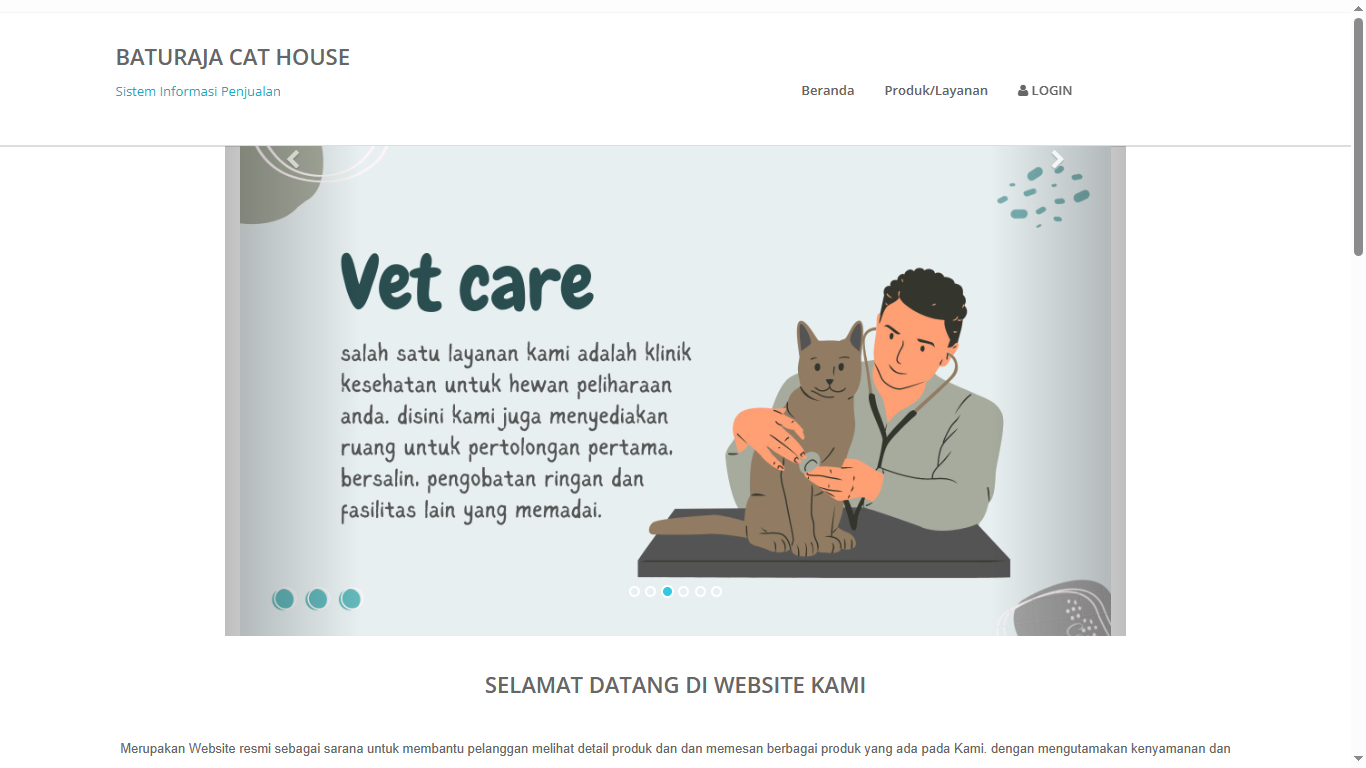 BATURAJA CAT HOUSE
Sistem Informasi Penjualan
Beranda Produk/Layanan LOGIN
Vet care
salah satu layanan kami adalah klinik
kesehatan untuk hewan peliharaan
anda. disini kami juga menyediakan
ruang untuk pertolongan pertama.
bersalin. pengobatan ringan dan
fasilitas lain yang memadai.
SELAMAT DATANG DI WEBSITE KAMI
Merupakan Website resmi sebagai sarana untuk membantu pelanggan melihat detail produk dan dan memesan berbagai produk yang ada pada Kami. dengan mengutamakan kenyamanan dan